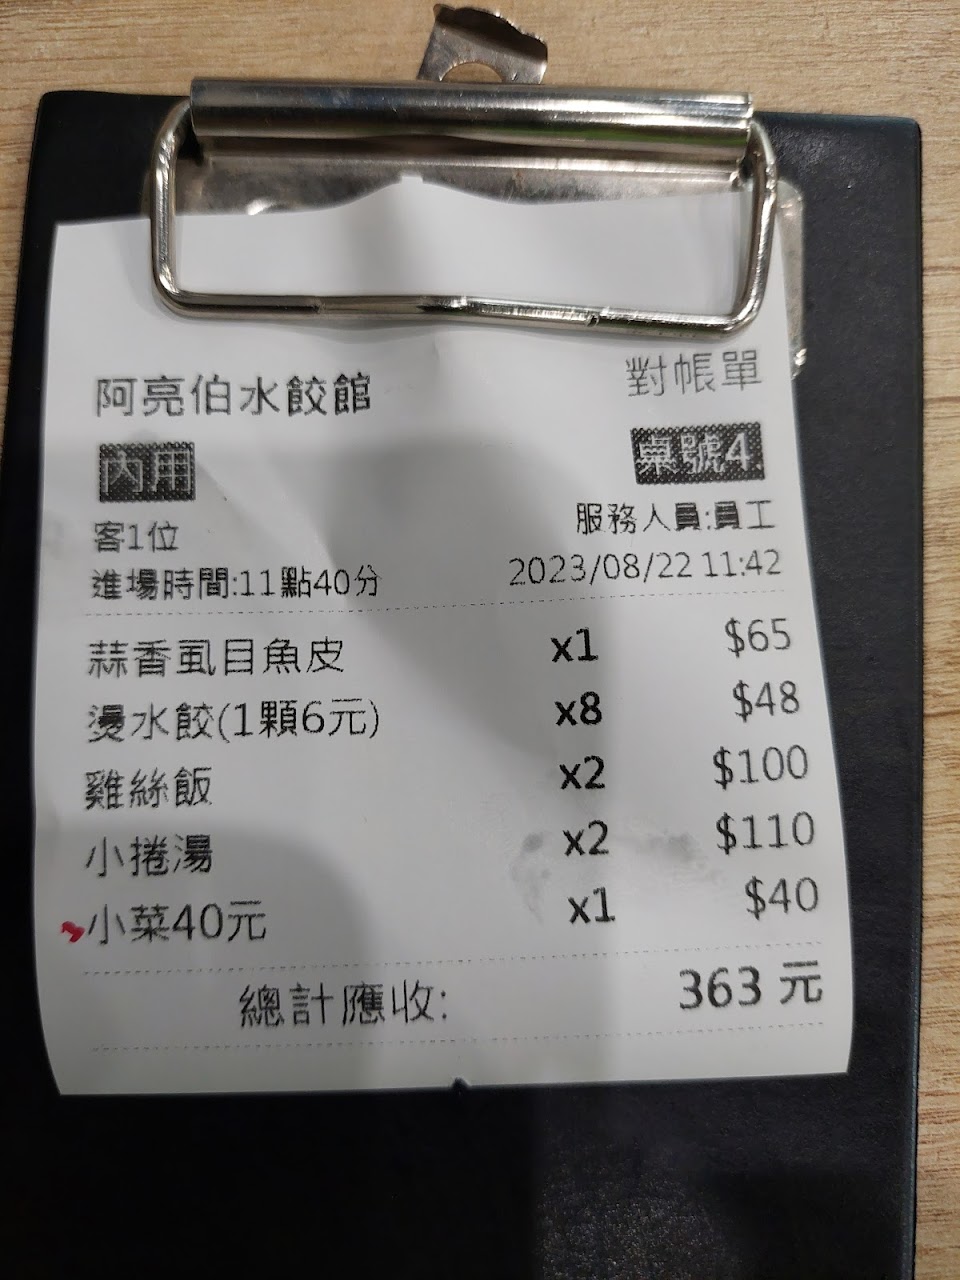 阿亮伯水餃館 對帳單
內用 桌號4
客1位 服務人員:員工
進場時間:11點40分 2023/08/22 11:42
蒜香虱目魚皮 x1 $65
燙水餃(1顆6元) x8 $48
雞絲飯 x2 $100
小捲湯 x2 $110
小菜40元 x1 $40
總計應收: 363 元